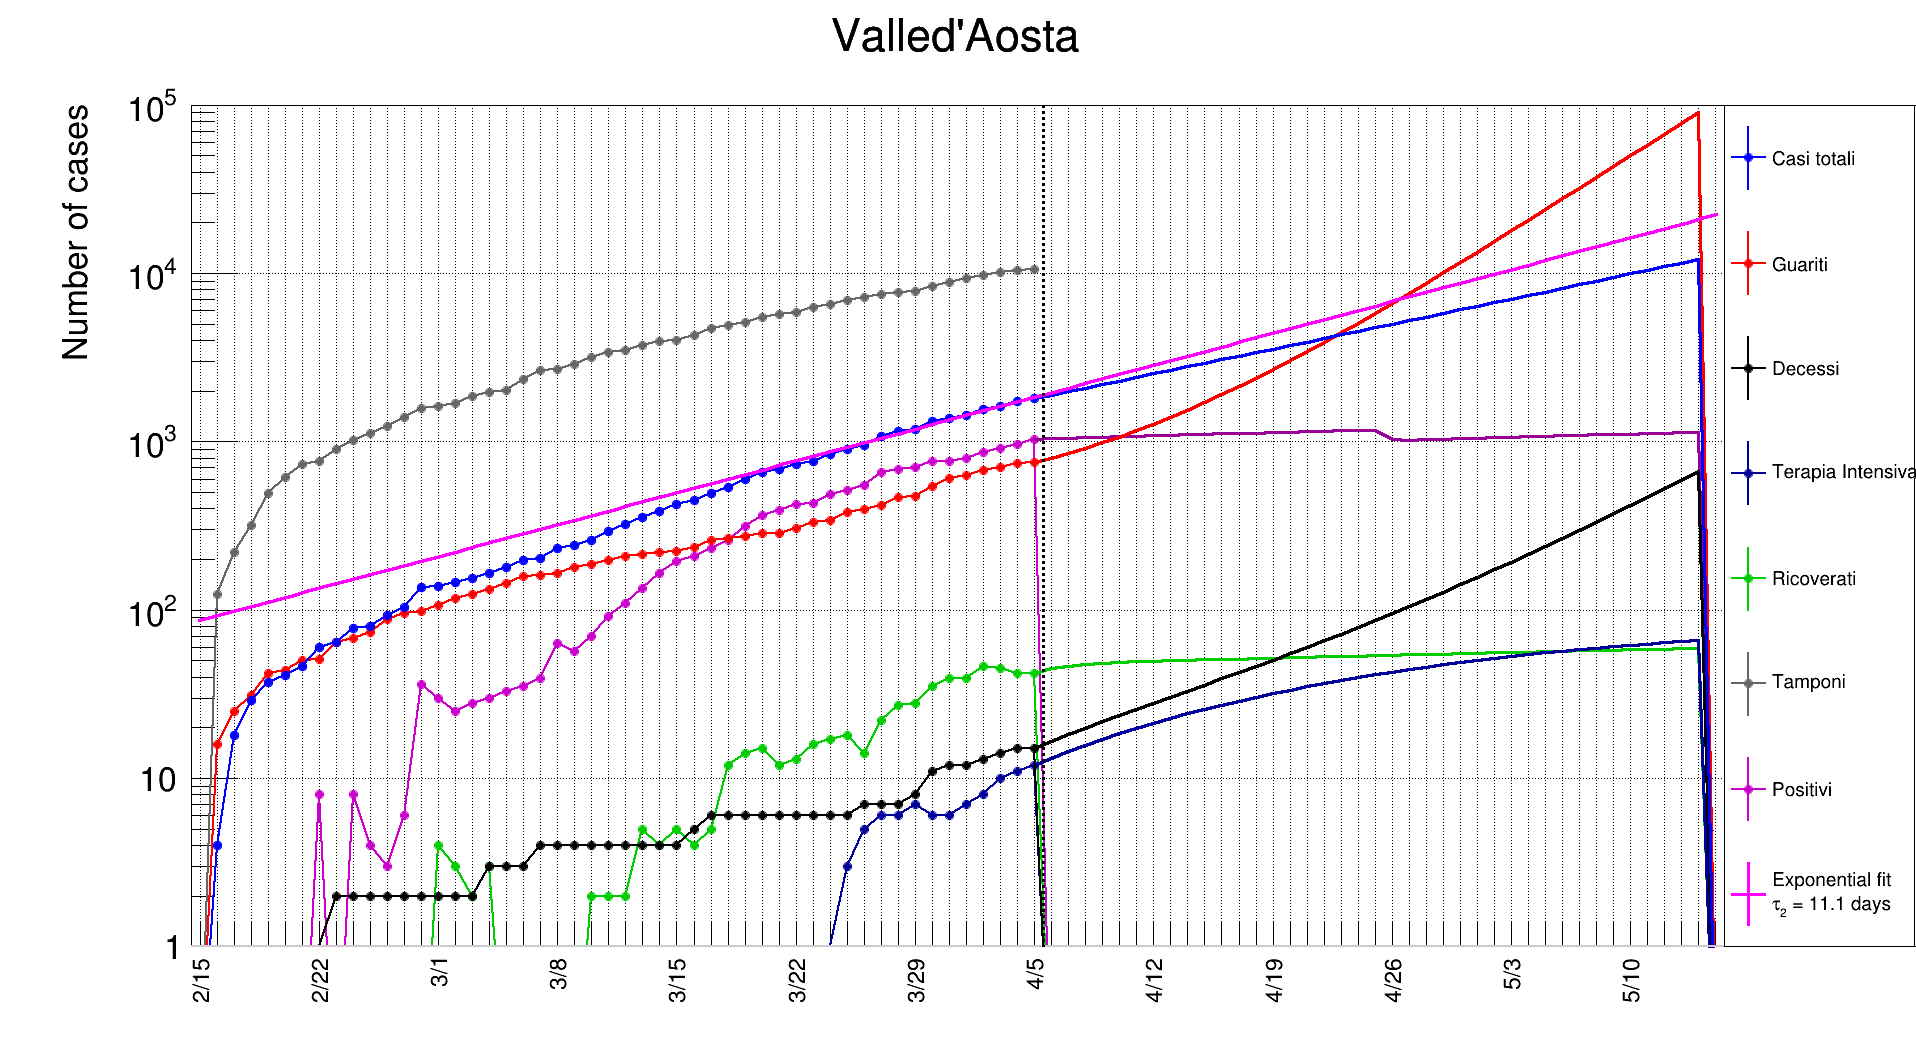 Valled'Aosta
Number of cases
10^5
10^4
10^3
10^2
10
1
2/15 2/22 3/1 3/8 3/15 3/22 3/29 4/5 4/12 4/19 4/26 5/3 5/10
Casi totali
Guariti
Decessi
Terapia Intensiva
Ricoverati
Tamponi
Positivi
Exponential fit
τ₂ = 11.1 days